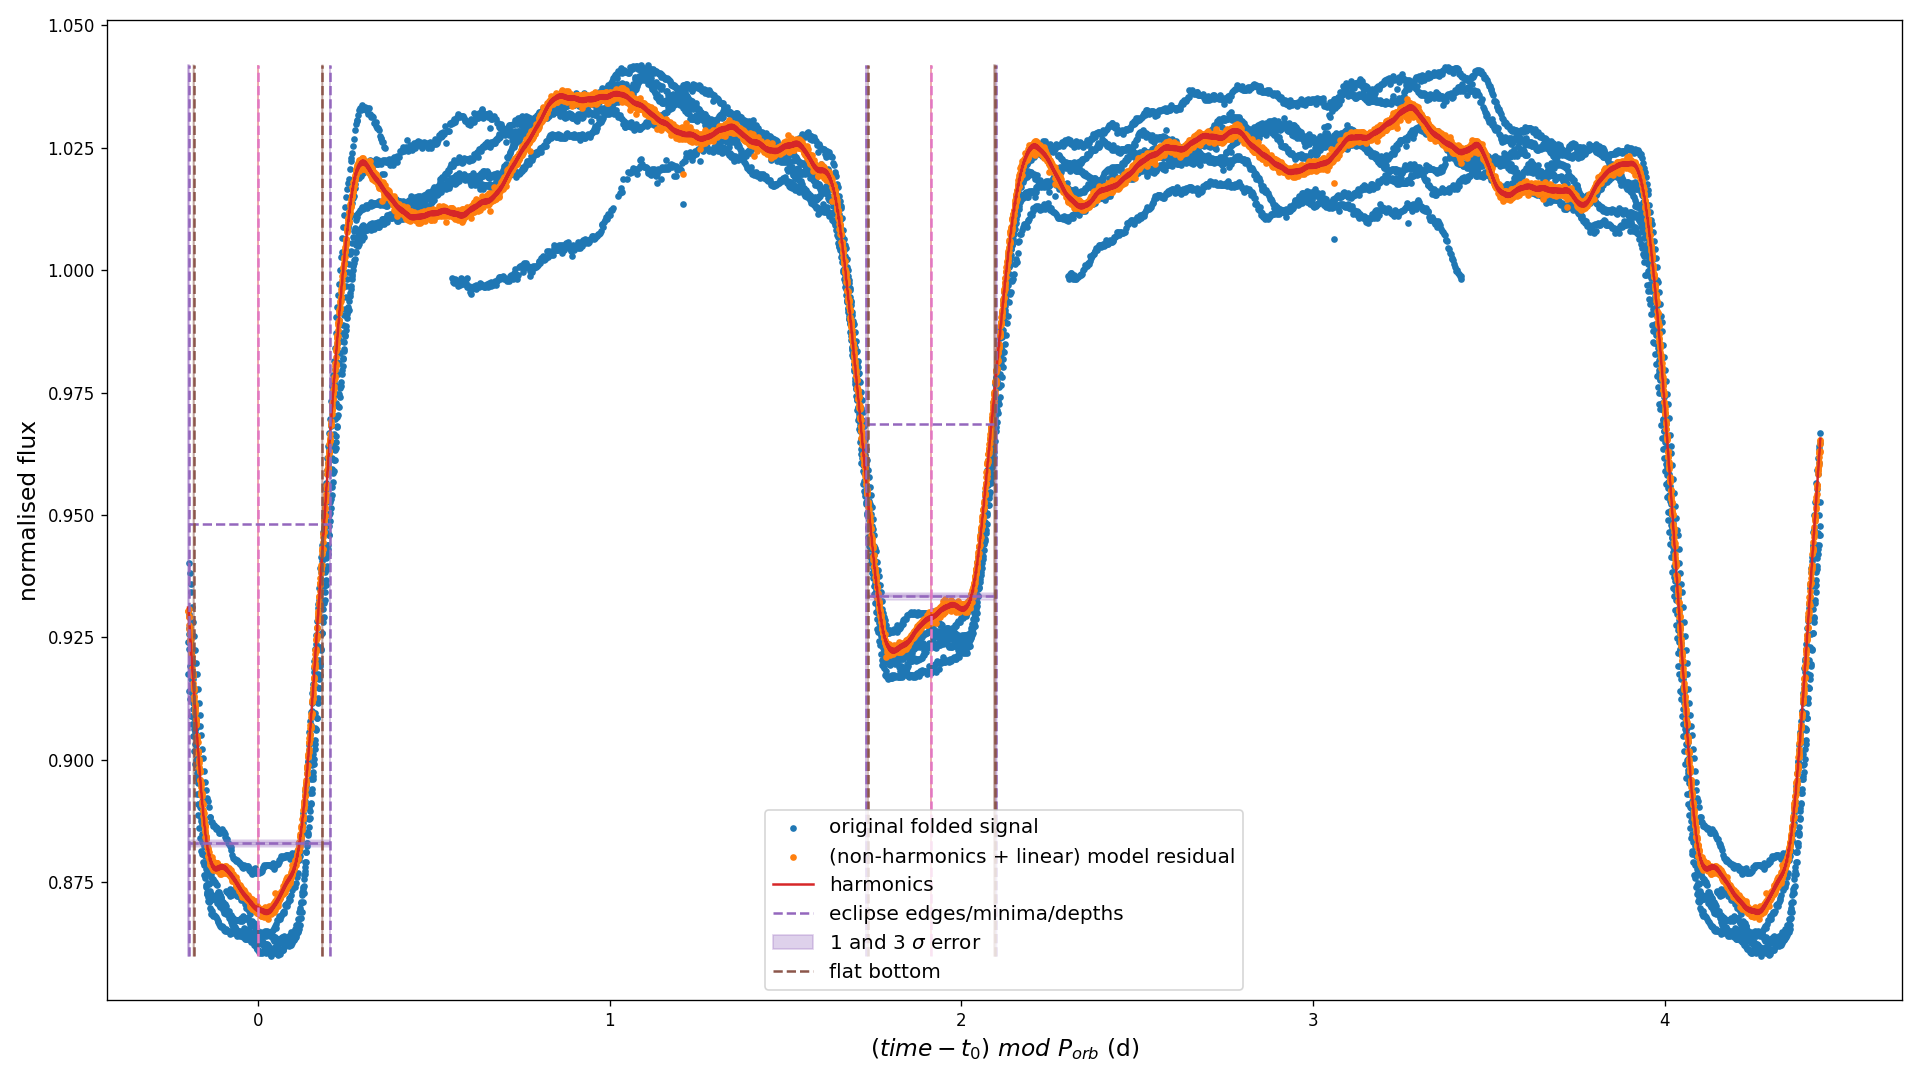 1.050
1.025
1.000
0.975
0.950
0.925
0.900
0.875
normalised flux
original folded signal
(non-harmonics + linear) model residual
harmonics
eclipse edges/minima/depths
1 and 3 σ error
flat bottom
0 1 2 3 4
(time − t₀) mod P_orb (d)